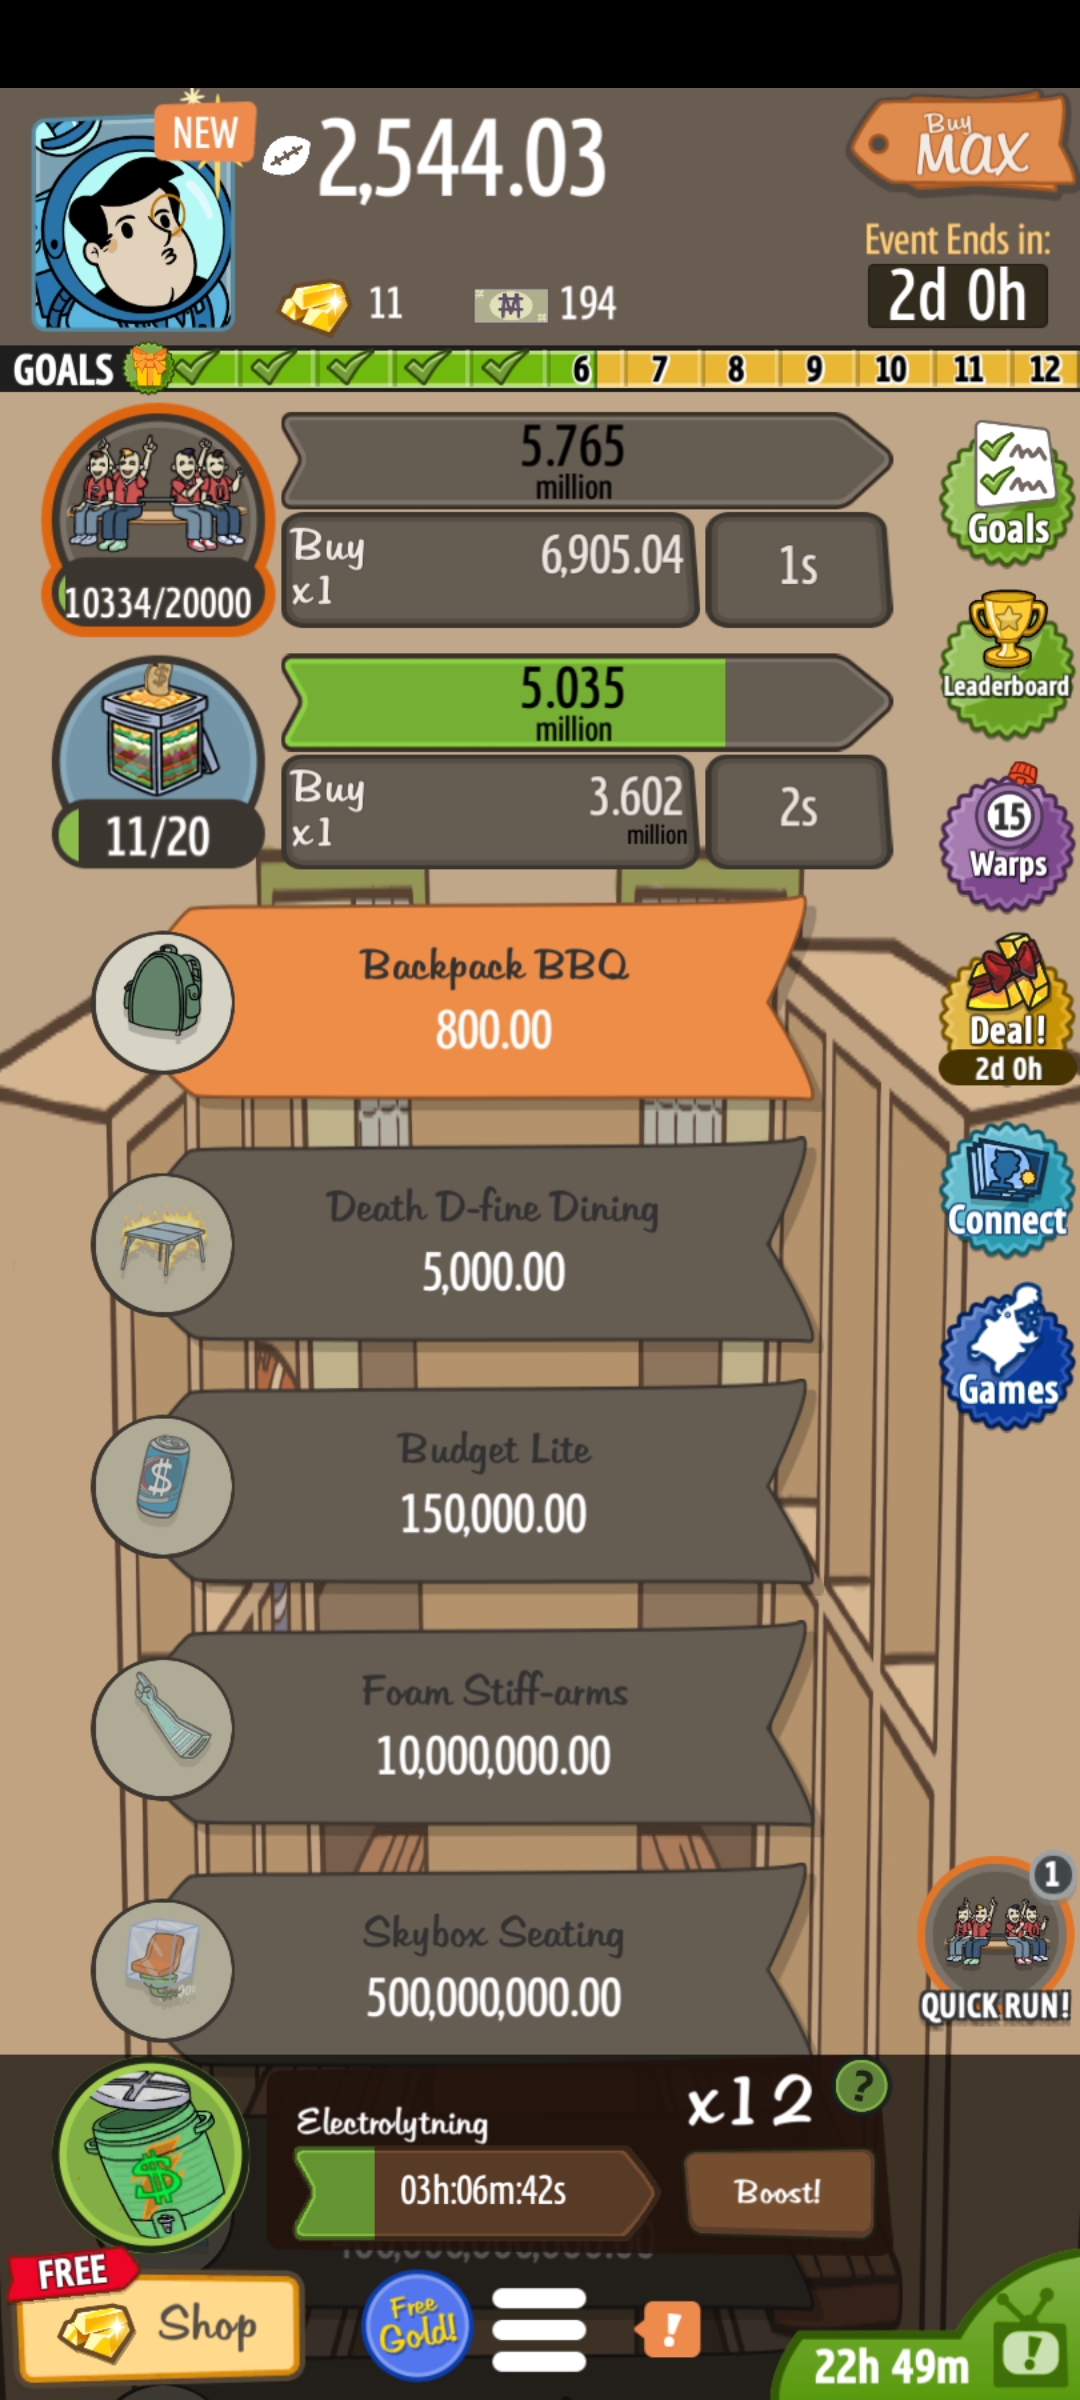 NEW
2,544.03
Buy
MAX
11
194
Event Ends in:
2d 0h
GOALS
6
7
8
9
10
11
12
5.765
million
Buy
x1
6,905.04
1s
10334/20000
Goals
5.035
million
Leaderboard
Buy
x1
3.602
million
2s
11/20
15
Warps
Backpack BBQ
800.00
Deal!
2d 0h
Death D-fine Dining
5,000.00
Connect
Games
Budget Lite
150,000.00
Foam Stiff-arms
10,000,000.00
1
QUICK RUN!
Skybox Seating
500,000,000.00
Electrolytning
x12
?
03h:06m:42s
Boost!
FREE
Shop
Free
Gold!
!
22h 49m
!